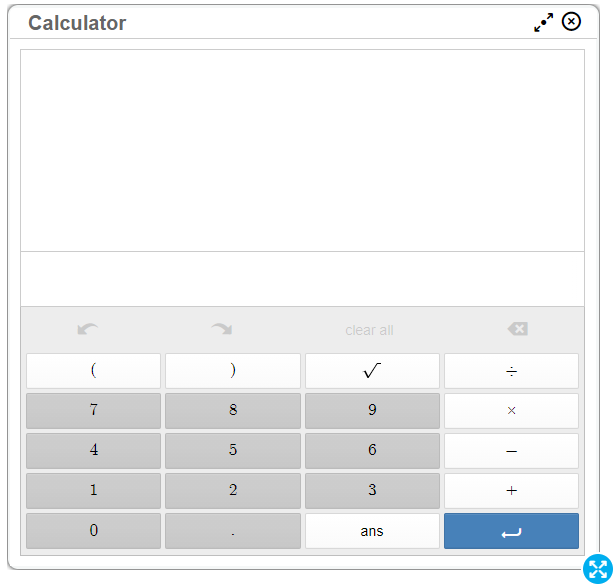 Calculator
clear all
( ) √ ÷
7 8 9 ×
4 5 6 −
1 2 3 +
0 . ans